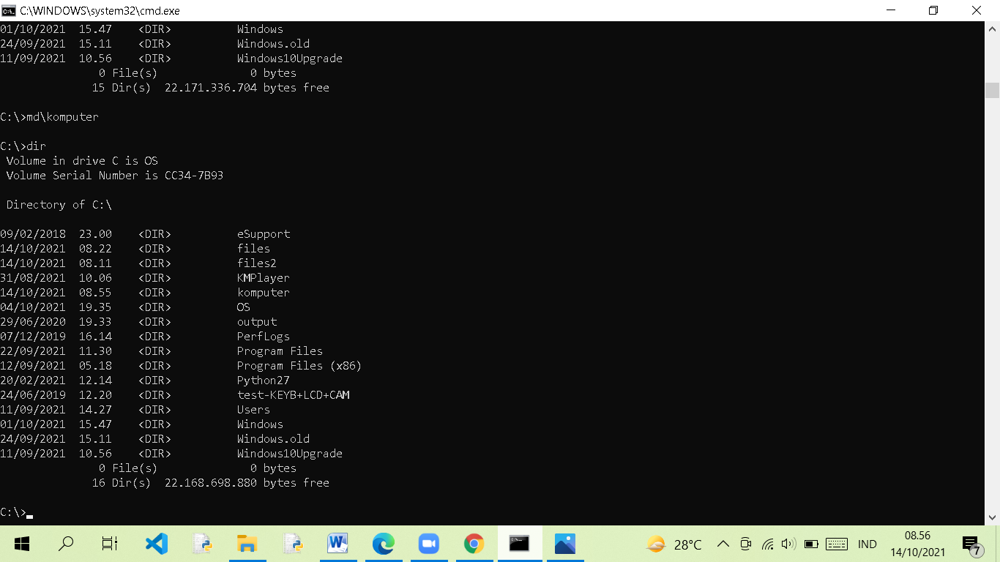 C:\WINDOWS\system32\cmd.exe
01/10/2021  15.47    <DIR>          Windows
24/09/2021  15.11    <DIR>          Windows.old
11/09/2021  10.56    <DIR>          Windows10Upgrade
               0 File(s)              0 bytes
              15 Dir(s)  22.171.336.704 bytes free
C:\>md\komputer
C:\>dir
 Volume in drive C is OS
 Volume Serial Number is CC34-7B93
 Directory of C:\
09/02/2018  23.00    <DIR>          eSupport
14/10/2021  08.22    <DIR>          files
14/10/2021  08.11    <DIR>          files2
31/08/2021  10.06    <DIR>          KMPlayer
14/10/2021  08.55    <DIR>          komputer
04/10/2021  19.35    <DIR>          OS
29/06/2020  19.33    <DIR>          output
07/12/2019  16.14    <DIR>          PerfLogs
22/09/2021  11.30    <DIR>          Program Files
12/09/2021  05.18    <DIR>          Program Files (x86)
20/02/2021  12.14    <DIR>          Python27
24/06/2019  12.20    <DIR>          test-KEYB+LCD+CAM
11/09/2021  14.27    <DIR>          Users
01/10/2021  15.47    <DIR>          Windows
24/09/2021  15.11    <DIR>          Windows.old
11/09/2021  10.56    <DIR>          Windows10Upgrade
               0 File(s)              0 bytes
              16 Dir(s)  22.168.698.880 bytes free
C:\>
28°C IND 08.56
14/10/2021 7